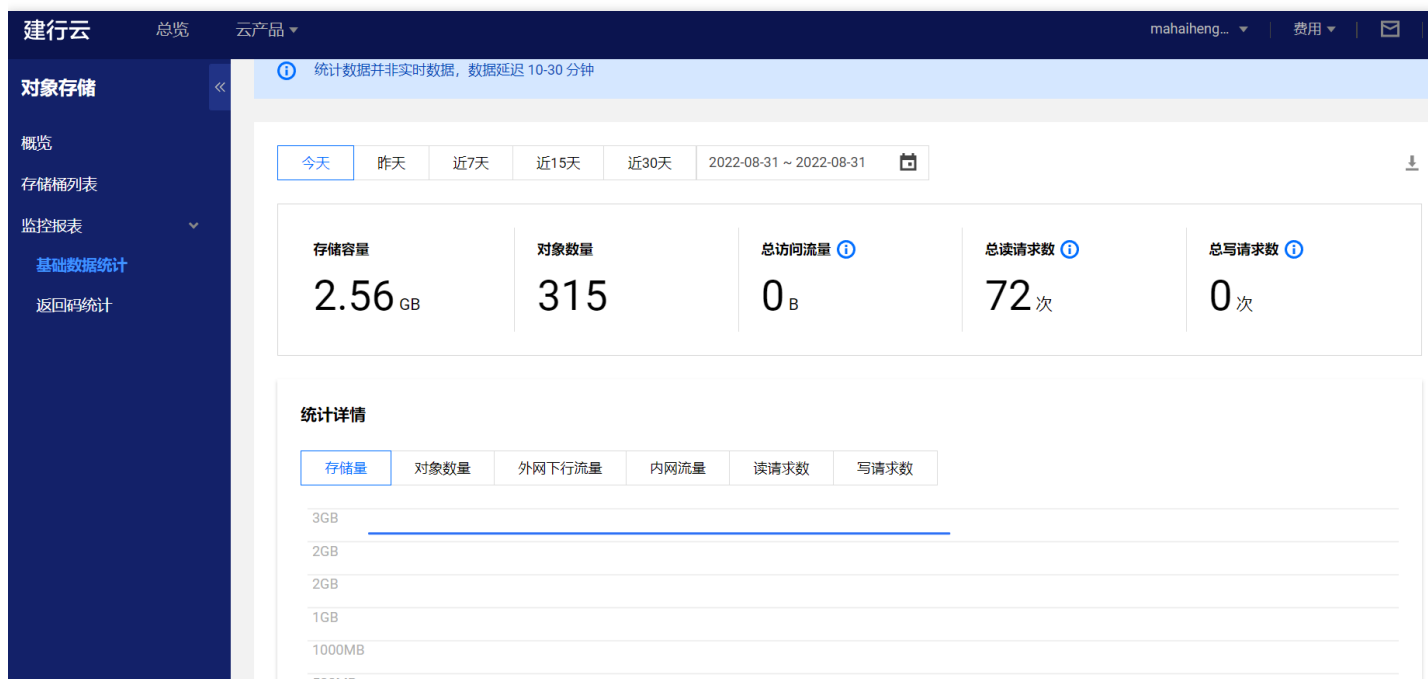 建行云 总览 云产品 mahaiheng... 费用
对象存储
统计数据并非实时数据，数据延迟 10-30 分钟
概览
存储桶列表
监控报表
基础数据统计
返回码统计
今天 昨天 近7天 近15天 近30天 2022-08-31 ~ 2022-08-31
存储容量 对象数量 总访问流量 总读请求数 总写请求数
2.56 GB 315 0 B 72 次 0 次
统计详情
存储量 对象数量 外网下行流量 内网流量 读请求数 写请求数
3GB
2GB
2GB
1GB
1000MB